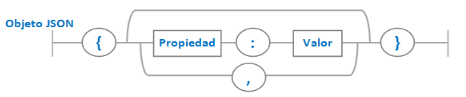 Objeto JSON
{ Propiedad : Valor }
,